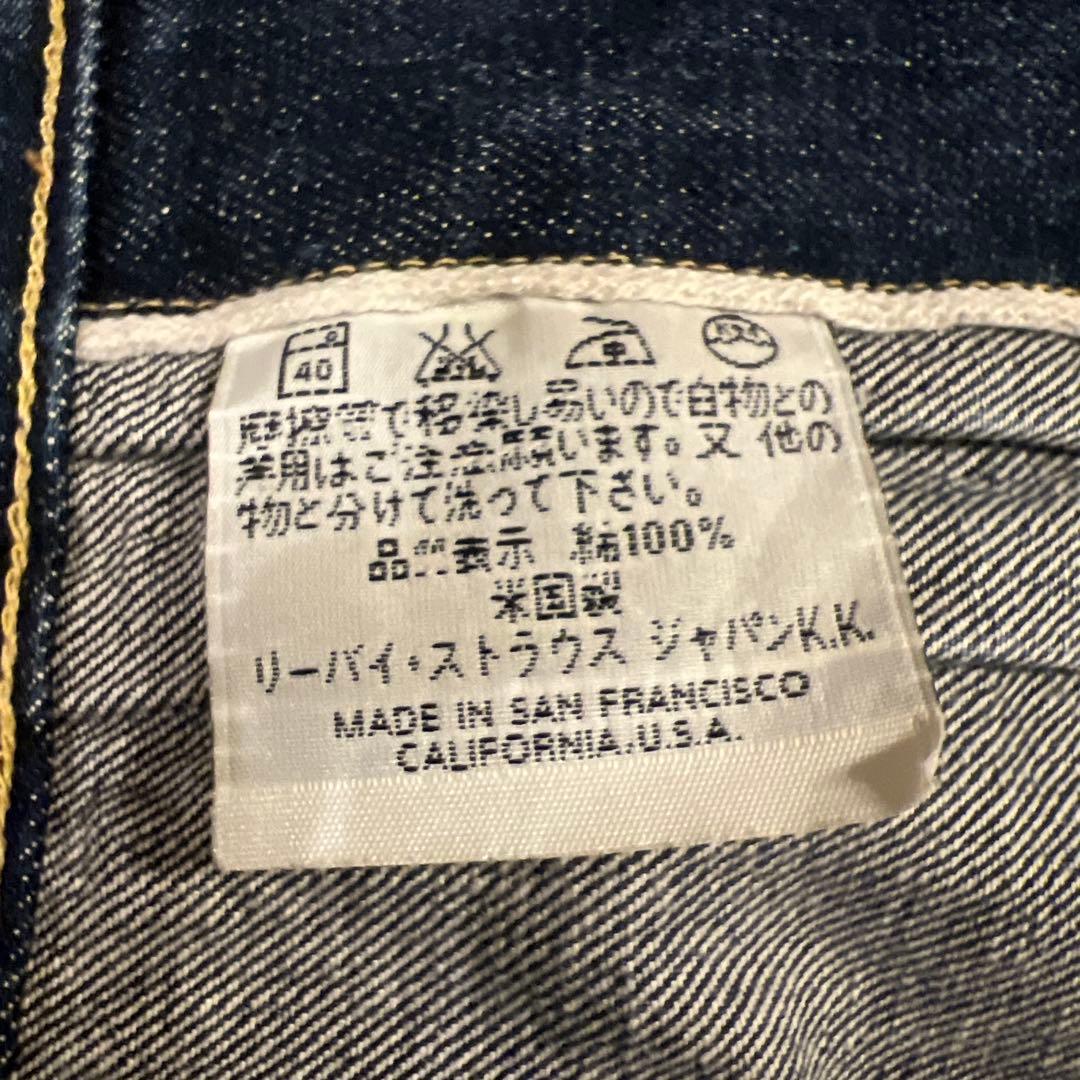 40
摩擦等で移染し易いので白物との
兼用はご注意願います。又 他の
物と分けて洗って下さい。
品質表示 綿100%
米国製
リーバイ・ストラウス ジャパンK.K.
MADE IN SAN FRANCISCO
CALIFORNIA.U.S.A.